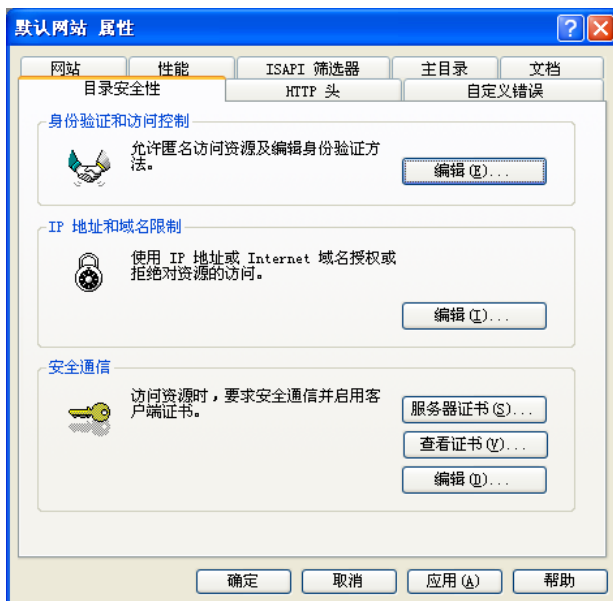 默认网站 属性
网站 性能 ISAPI 筛选器 主目录 文档
目录安全性 HTTP 头 自定义错误
身份验证和访问控制
允许匿名访问资源及编辑身份验证方
法。
编辑(E)...
IP 地址和域名限制
使用 IP 地址或 Internet 域名授权或
拒绝对资源的访问。
编辑(I)...
安全通信
访问资源时，要求安全通信并启用客
户端证书。
服务器证书(S)...
查看证书(V)...
编辑(D)...
确定 取消 应用(A) 帮助